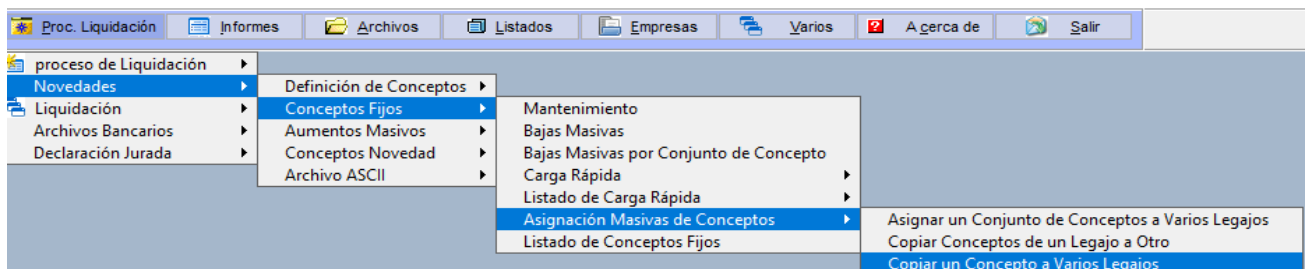 Proc. Liquidación Informes Archivos Listados Empresas Varios Acerca de Salir
proceso de Liquidación
Novedades
Liquidación
Archivos Bancarios
Declaración Jurada
Definición de Conceptos
Conceptos Fijos
Aumentos Masivos
Conceptos Novedad
Archivo ASCII
Mantenimiento
Bajas Masivas
Bajas Masivas por Conjunto de Concepto
Carga Rápida
Listado de Carga Rápida
Asignación Masivas de Conceptos
Listado de Conceptos Fijos
Asignar un Conjunto de Conceptos a Varios Legajos
Copiar Conceptos de un Legajo a Otro
Copiar un Concepto a Varios Legajos